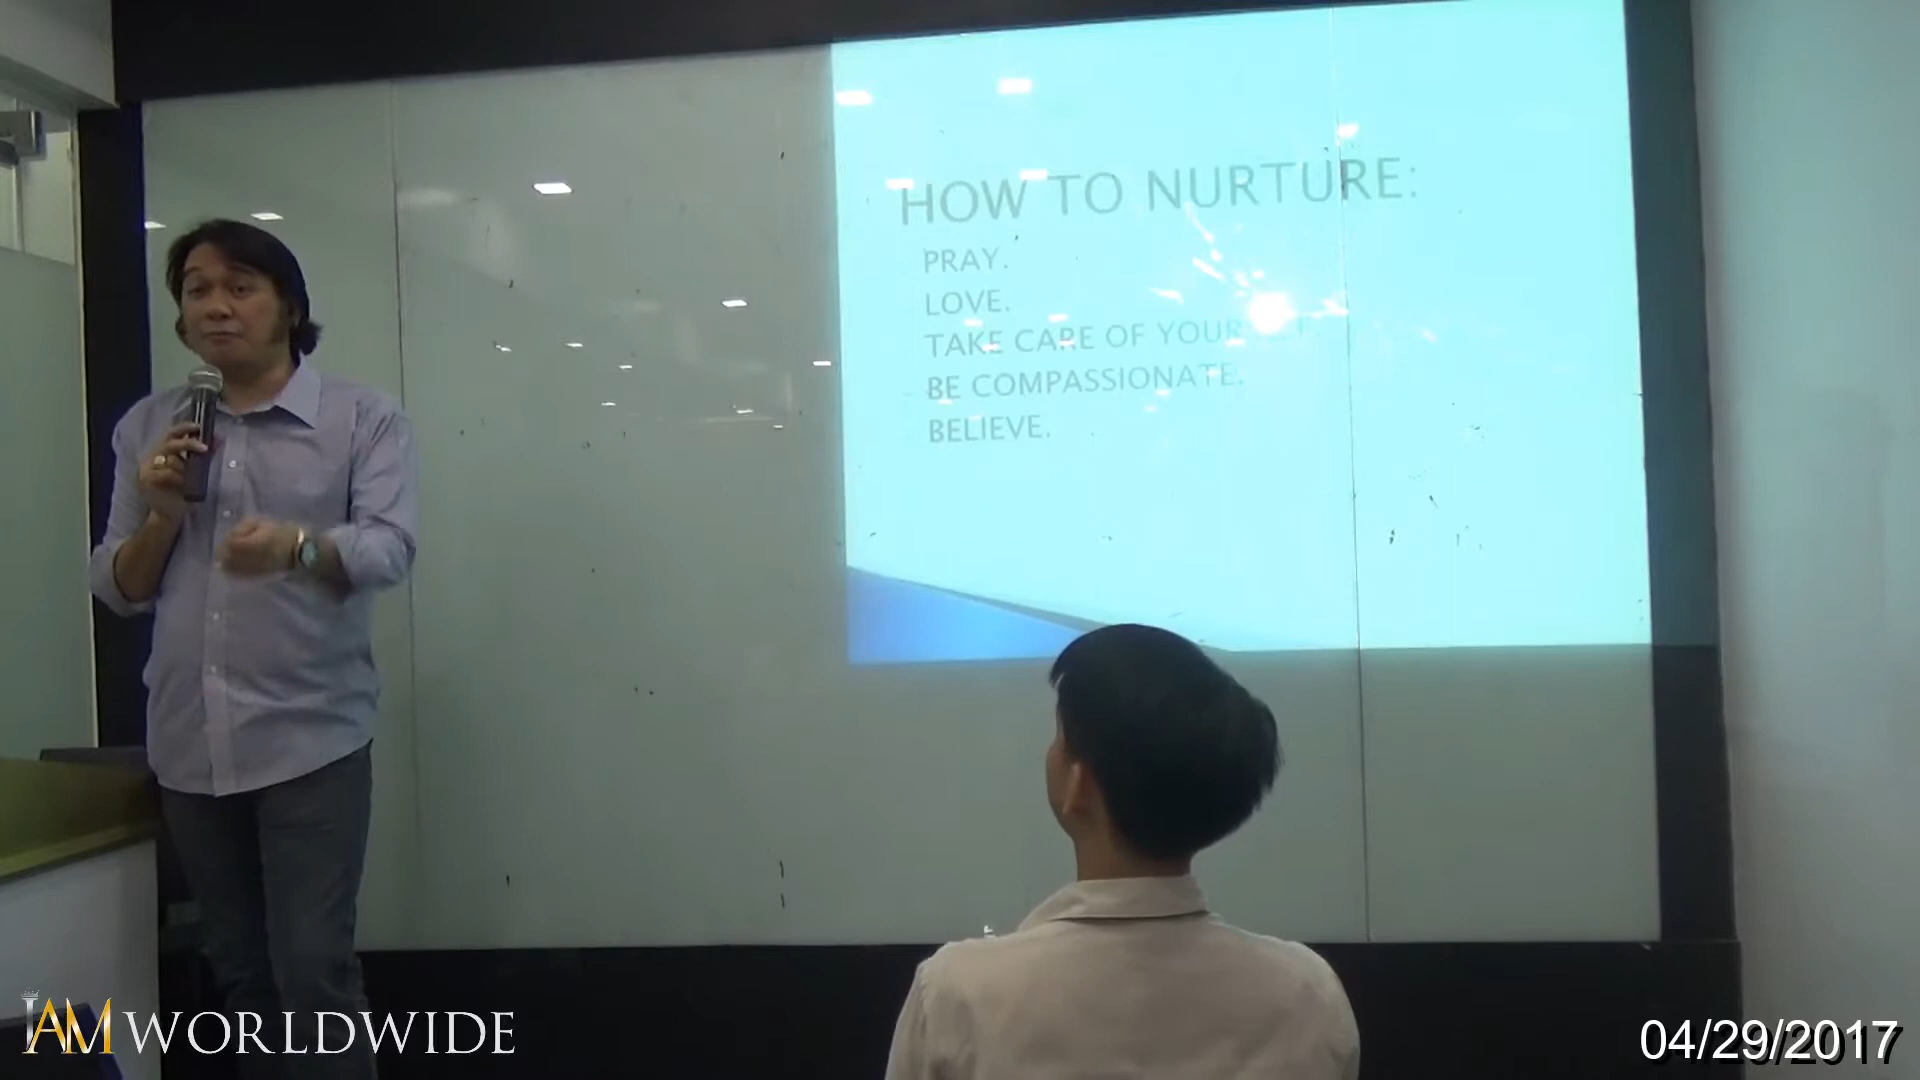 HOW TO NURTURE:
PRAY.
LOVE.
TAKE CARE OF YOUR
BE COMPASSIONATE.
BELIEVE.
IAM WORLDWIDE
04/29/2017